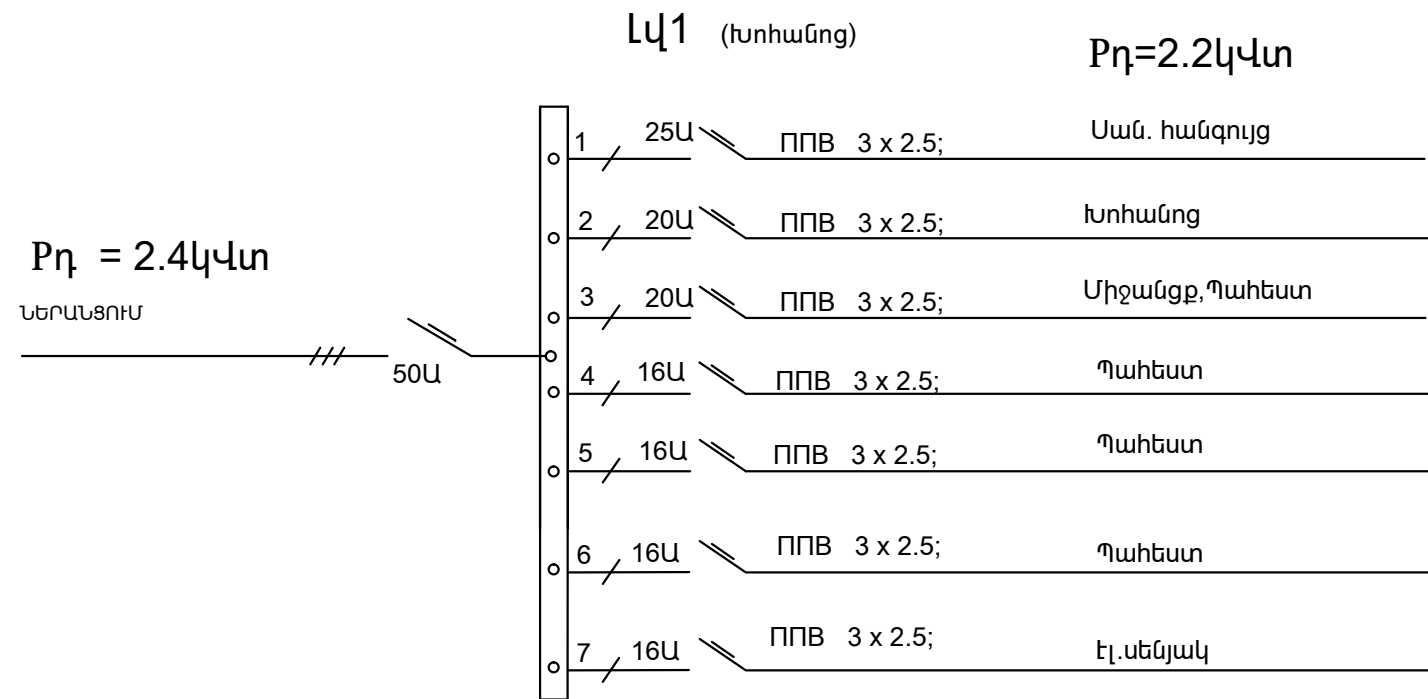 Լվ1 (Խոհանոց)
Pդ=2.2կՎտ
1 25Ա ППВ 3 x 2.5; Սան. հանգույց
2 20Ա ППВ 3 x 2.5; Խոհանոց
Pդ = 2.4կՎտ
ՆԵՐԱՆՑՈՒՄ
3 20Ա ППВ 3 x 2.5; Միջանցք,Պահեստ
50Ա
4 16Ա ППВ 3 x 2.5; Պահեստ
5 16Ա ППВ 3 x 2.5; Պահեստ
6 16Ա ППВ 3 x 2.5; Պահեստ
7 16Ա ППВ 3 x 2.5; էլ.սենյակ